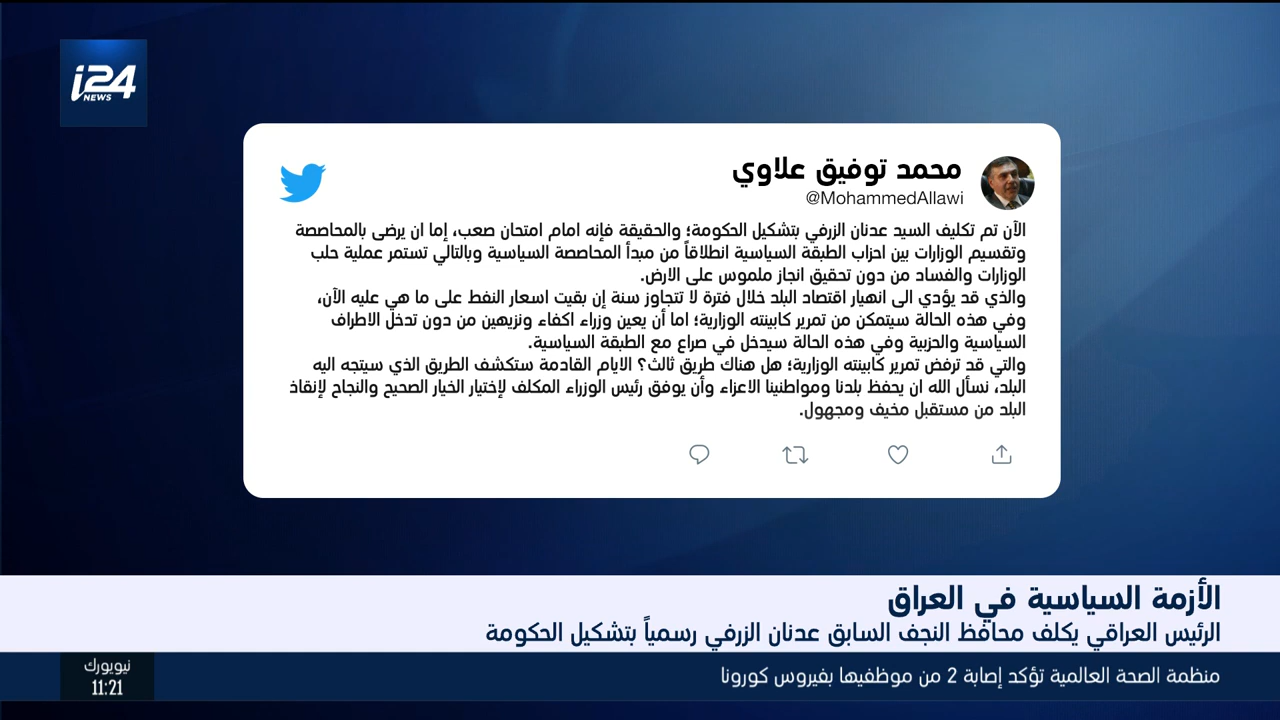 i24
NEWS
محمد توفيق علاوي
@MohammedAllawi
الآن تم تكليف السيد عدنان الزرفي بتشكيل الحكومة؛ والحقيقة فإنه امام امتحان صعب، إما ان يرضى بالمحاصصة
وتقسيم الوزارات بين احزاب الطبقة السياسية انطلاقاً من مبدأ المحاصصة السياسية وبالتالي تستمر عملية حلب
الوزارات والفساد من دون تحقيق انجاز ملموس على الارض.
والذي قد يؤدي الى انهيار اقتصاد البلد خلال فترة لا تتجاوز سنة إن بقيت اسعار النفط على ما هي عليه الآن،
وفي هذه الحالة سيتمكن من تمرير كابينته الوزارية؛ اما أن يعين وزراء اكفاء ونزيهين من دون تدخل الاطراف
السياسية والحزبية وفي هذه الحالة سيدخل في صراع مع الطبقة السياسية.
والتي قد ترفض تمرير كابينته الوزارية؛ هل هناك طريق ثالث؟ الايام القادمة ستكشف الطريق الذي سيتجه اليه
البلد، نسأل الله ان يحفظ بلدنا ومواطنينا الاعزاء وأن يوفق رئيس الوزراء المكلف لإختيار الخيار الصحيح والنجاح لإنقاذ
البلد من مستقبل مخيف ومجهول.
الأزمة السياسية في العراق
الرئيس العراقي يكلف محافظ النجف السابق عدنان الزرفي رسمياً بتشكيل الحكومة
منظمة الصحة العالمية تؤكد إصابة 2 من موظفيها بفيروس كورونا
نيويورك
11:21